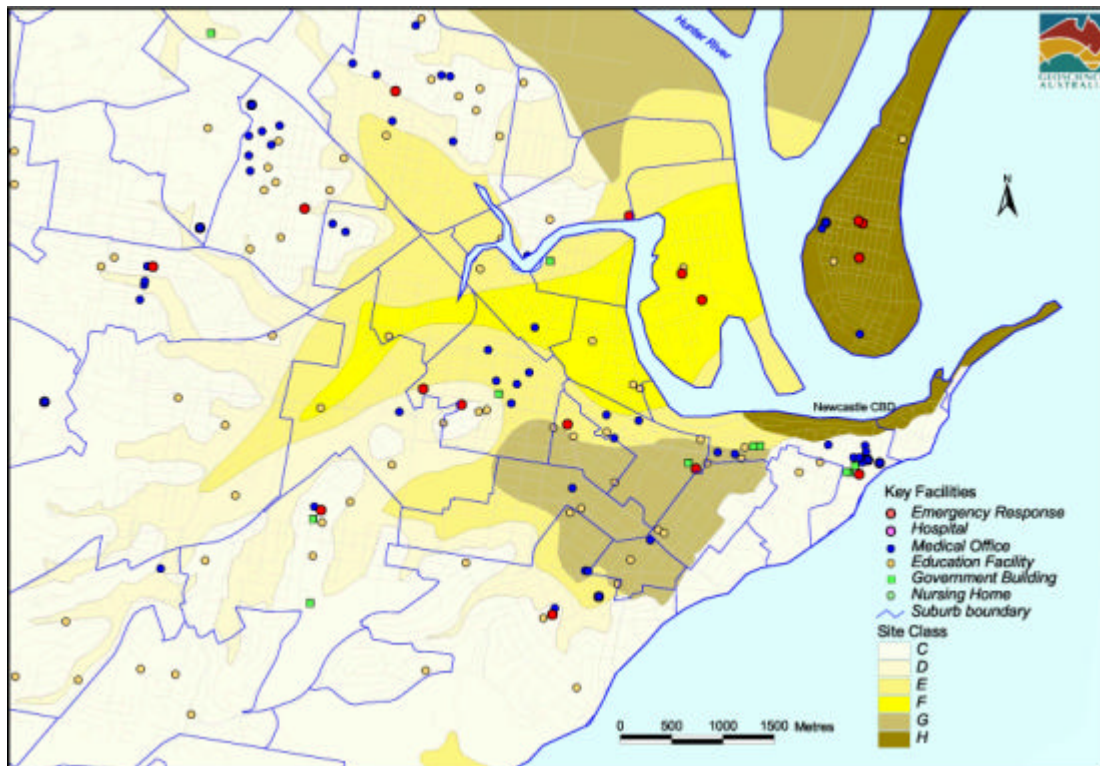 Hunter River
GEOSCIENCE
AUSTRALIA
N
Newcastle CBD
Key Facilities
Emergency Response
Hospital
Medical Office
Education Facility
Government Building
Nursing Home
Suburb boundary
Site Class
C
D
E
F
G
H
0 500 1000 1500 Metres